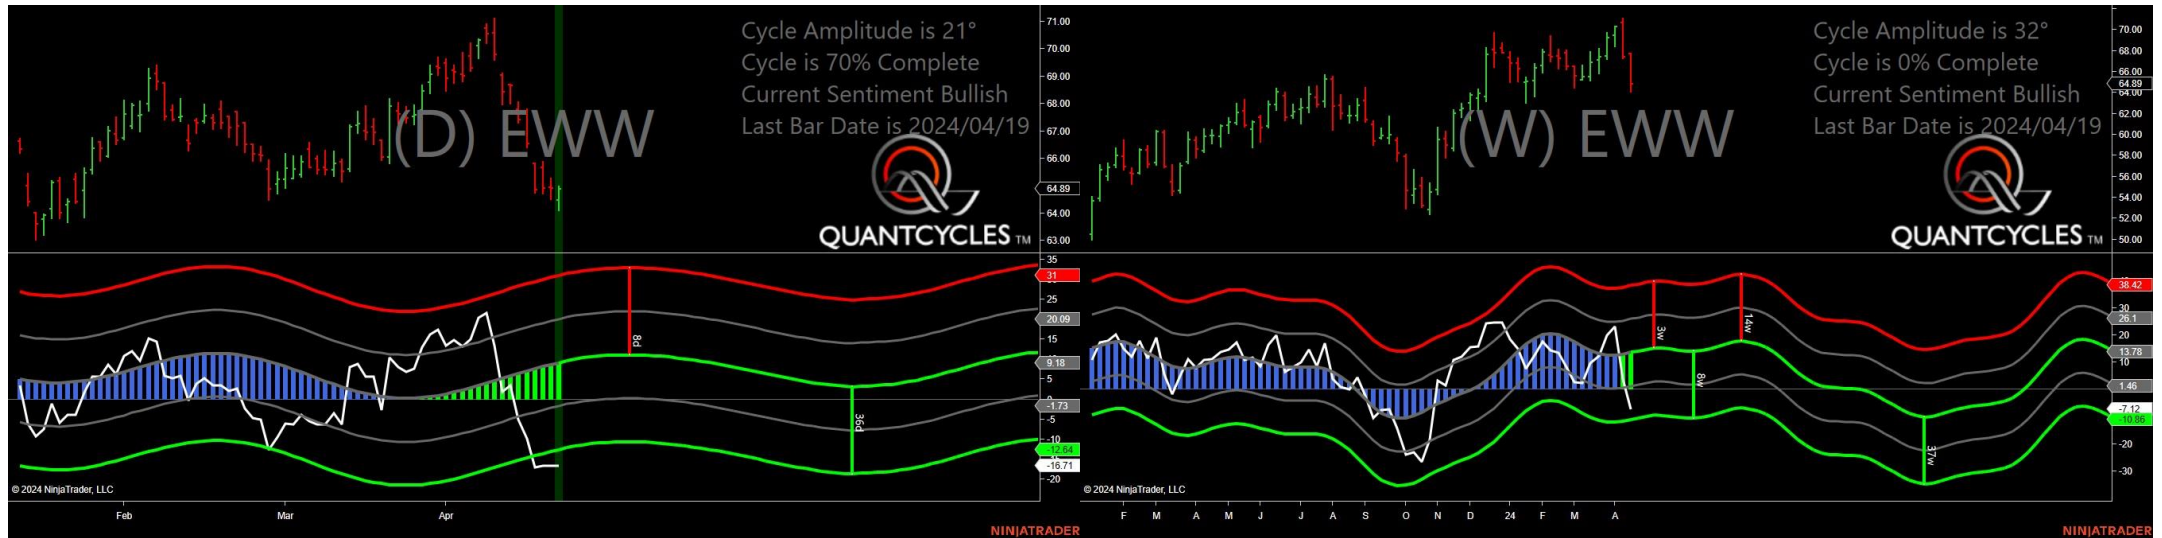 Cycle Amplitude is 21°
Cycle is 70% Complete
Current Sentiment Bullish
Last Bar Date is 2024/04/19
(D) EWW
QUANTCYCLES TM
71.00
70.00
69.00
68.00
67.00
66.00
64.89
64.00
63.00
35
31
25
20.09
15
9.18
5
0
-1.73
-5
-10
-12.64
-16.71
-20
8d
36d
© 2024 NinjaTrader, LLC
Feb Mar Apr
NINJATRADER
Cycle Amplitude is 32°
Cycle is 0% Complete
Current Sentiment Bullish
Last Bar Date is 2024/04/19
(W) EWW
QUANTCYCLES TM
70.00
68.00
66.00
64.89
64.00
62.00
60.00
58.00
56.00
54.00
52.00
50.00
38.42
30
26.1
20
13.78
10
1.46
-7.12
-10.86
-20
-30
3w
8w
14w
37w
© 2024 NinjaTrader, LLC
F M A M J J A S O N D 24 F M A
NINJATRADER